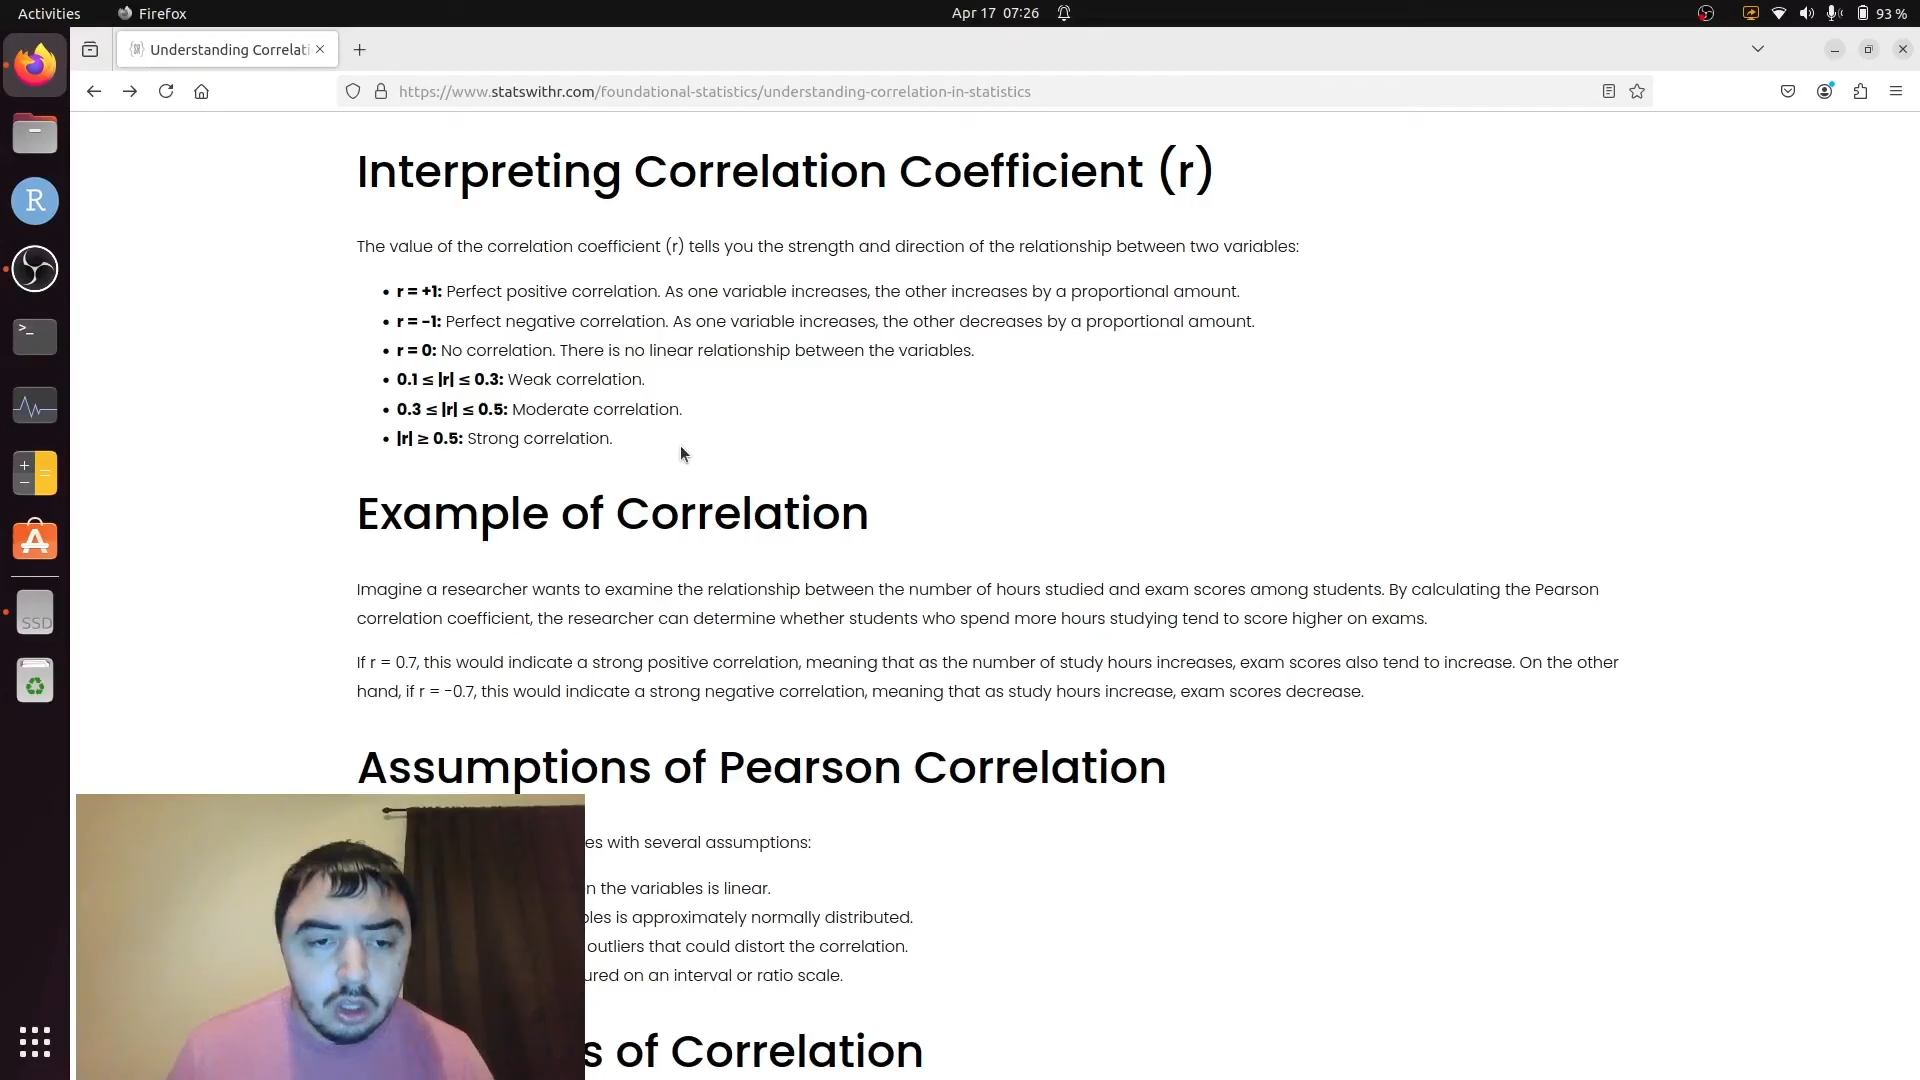 Activities Firefox Apr 17 07:26 93 %
Understanding Correlati
https://www.statswithr.com/foundational-statistics/understanding-correlation-in-statistics
Interpreting Correlation Coefficient (r)
The value of the correlation coefficient (r) tells you the strength and direction of the relationship between two variables:
• r = +1: Perfect positive correlation. As one variable increases, the other increases by a proportional amount.
• r = -1: Perfect negative correlation. As one variable increases, the other decreases by a proportional amount.
• r = 0: No correlation. There is no linear relationship between the variables.
• 0.1 ≤ |r| ≤ 0.3: Weak correlation.
• 0.3 ≤ |r| ≤ 0.5: Moderate correlation.
• |r| ≥ 0.5: Strong correlation.
Example of Correlation
Imagine a researcher wants to examine the relationship between the number of hours studied and exam scores among students. By calculating the Pearson
correlation coefficient, the researcher can determine whether students who spend more hours studying tend to score higher on exams.
If r = 0.7, this would indicate a strong positive correlation, meaning that as the number of study hours increases, exam scores also tend to increase. On the other
hand, if r = -0.7, this would indicate a strong negative correlation, meaning that as study hours increase, exam scores decrease.
Assumptions of Pearson Correlation
es with several assumptions:
n the variables is linear.
les is approximately normally distributed.
outliers that could distort the correlation.
ured on an interval or ratio scale.
s of Correlation
R
SSD